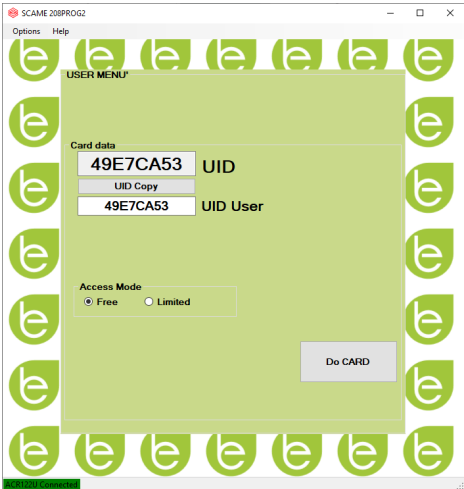 SCAME 208PROG2
Options Help
USER MENU'
Card data
49E7CA53 UID
UID Copy
49E7CA53 UID User
Access Mode
Free Limited
Do CARD
ACR122U Connected